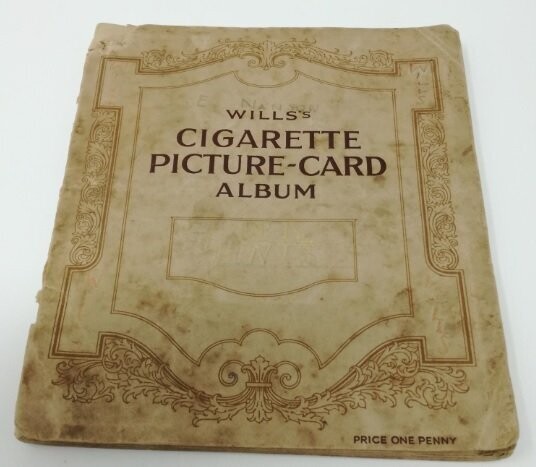 WILLS'S
CIGARETTE
PICTURE-CARD
ALBUM
PRICE ONE PENNY